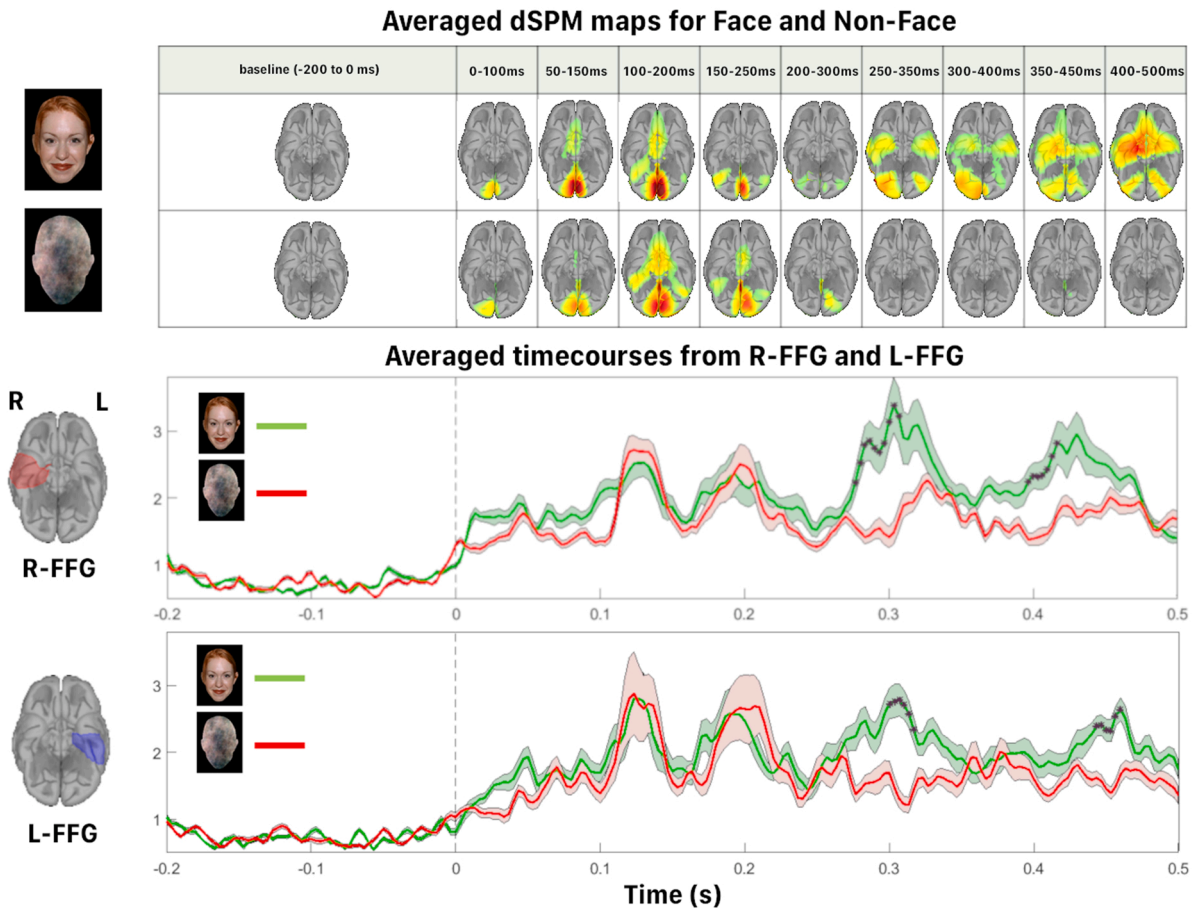 Averaged dSPM maps for Face and Non-Face
baseline (-200 to 0 ms) 0-100ms 50-150ms 100-200ms 150-250ms 200-300ms 250-350ms 300-400ms 350-450ms 400-500ms
Averaged timecourses from R-FFG and L-FFG
R L
R-FFG
3
2
1
-0.2 -0.1 0 0.1 0.2 0.3 0.4 0.5
L-FFG
3
2
1
-0.2 -0.1 0 0.1 0.2 0.3 0.4 0.5
Time (s)